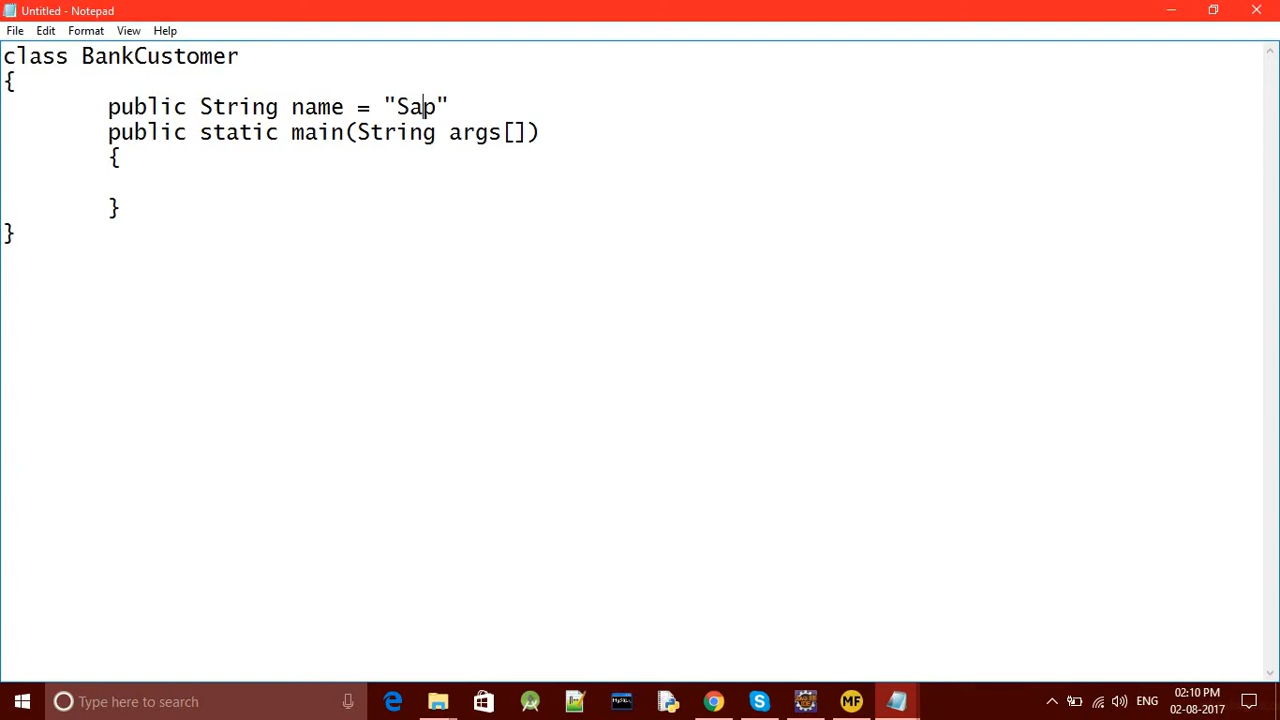 Untitled - Notepad
File Edit Format View Help
class BankCustomer
{
public String name = "Sap"
public static main(String args[])
{
}
}
Type here to search
MF
ENG
02:10 PM
02-08-2017